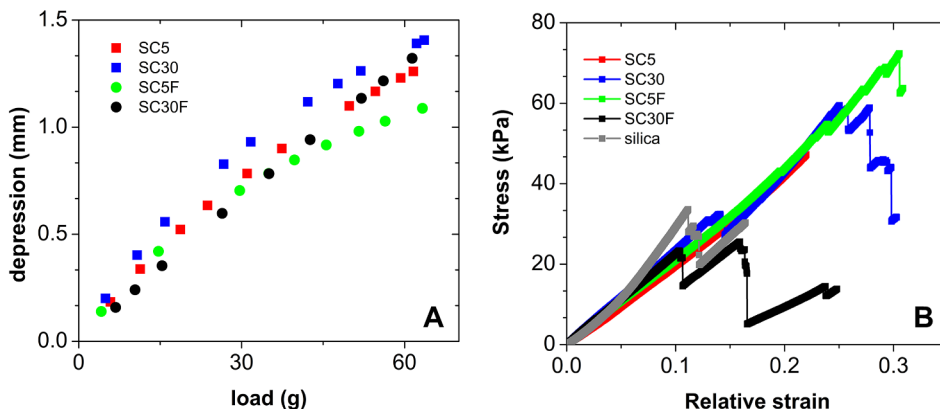 1.5
1.0
0.5
0.0
depression (mm)
SC5
SC30
SC5F
SC30F
A
0
30
60
load (g)
80
60
40
20
0
Stress (kPa)
SC5
SC30
SC5F
SC30F
silica
B
0.0
0.1
0.2
0.3
Relative strain